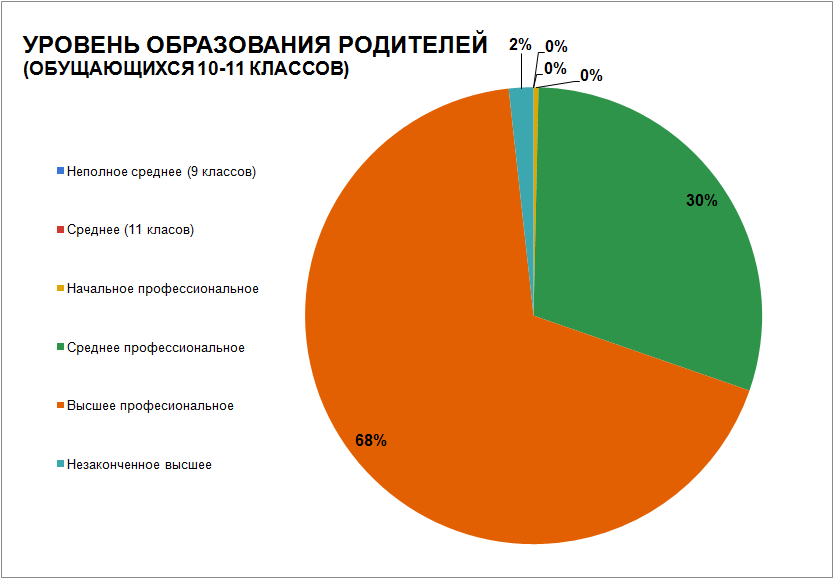 УРОВЕНЬ ОБРАЗОВАНИЯ РОДИТЕЛЕЙ
(ОБУЩАЮЩИХСЯ 10-11 КЛАССОВ)
2%
0%
0%
0%
Неполное среднее (9 классов)
30%
Среднее (11 класов)
Начальное профессиональное
Среднее профессиональное
Высшее професиональное
68%
Незаконченное высшее